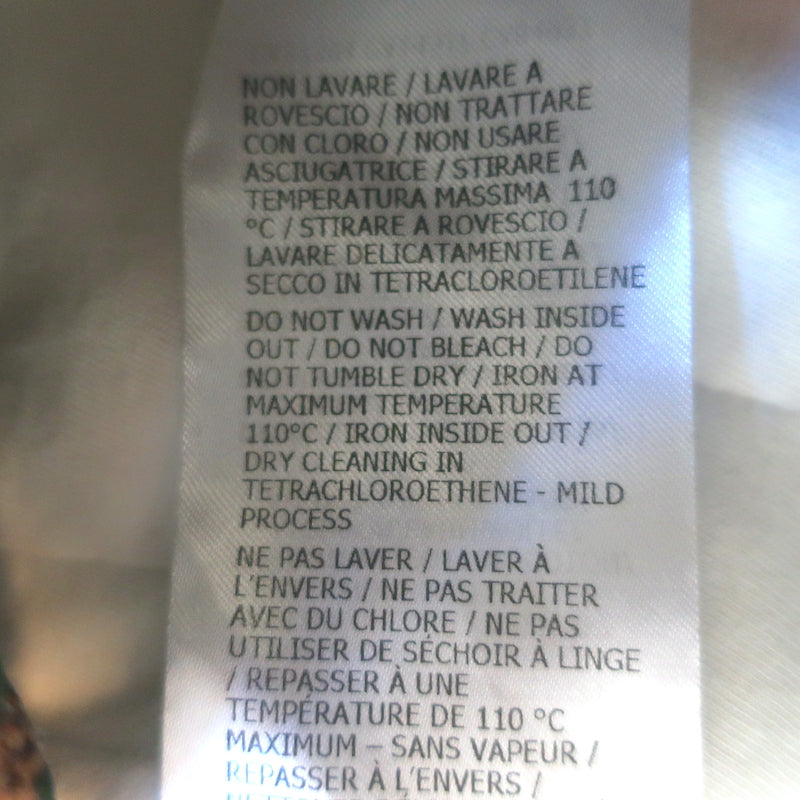 NON LAVARE / LAVARE A
ROVESCIO / NON TRATTARE
CON CLORO / NON USARE
ASCIUGATRICE / STIRARE A
TEMPERATURA MASSIMA 110
°C / STIRARE A ROVESCIO /
LAVARE DELICATAMENTE A
SECCO IN TETRACLOROETILENE
DO NOT WASH / WASH INSIDE
OUT / DO NOT BLEACH / DO
NOT TUMBLE DRY / IRON AT
MAXIMUM TEMPERATURE
110°C / IRON INSIDE OUT /
DRY CLEANING IN
TETRACHLOROETHENE - MILD
PROCESS
NE PAS LAVER / LAVER À
L'ENVERS / NE PAS TRAITER
AVEC DU CHLORE / NE PAS
UTILISER DE SÉCHOIR À LINGE
/ REPASSER À UNE
TEMPÉRATURE DE 110 °C
MAXIMUM – SANS VAPEUR /
REPASSER À L'ENVERS /